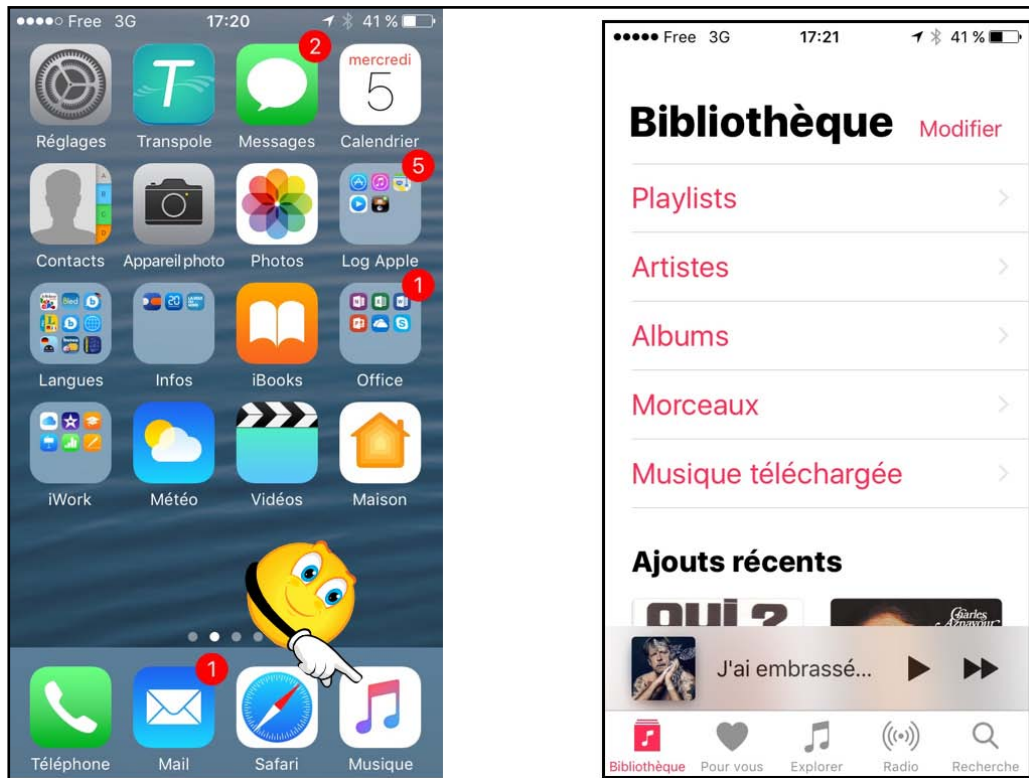 Free 3G 17:20 41 %
2
mercredi
5
Réglages Transpole Messages Calendrier
5
Contacts Appareil photo Photos Log Apple
1
Langues Infos iBooks Office
iWork Météo Vidéos Maison
1
Téléphone Mail Safari Musique
Free 3G 17:21 41 %
Bibliothèque Modifier
Playlists
Artistes
Albums
Morceaux
Musique téléchargée
Ajouts récents
Charles
Aznavour
J'ai embrassé...
Bibliothèque Pour vous Explorer Radio Recherche